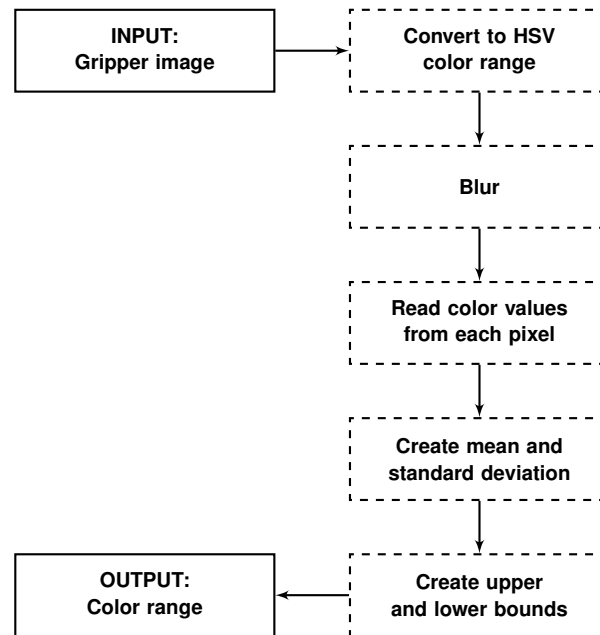 INPUT:
Gripper image
Convert to HSV
color range
Blur
Read color values
from each pixel
Create mean and
standard deviation
Create upper
and lower bounds
OUTPUT:
Color range